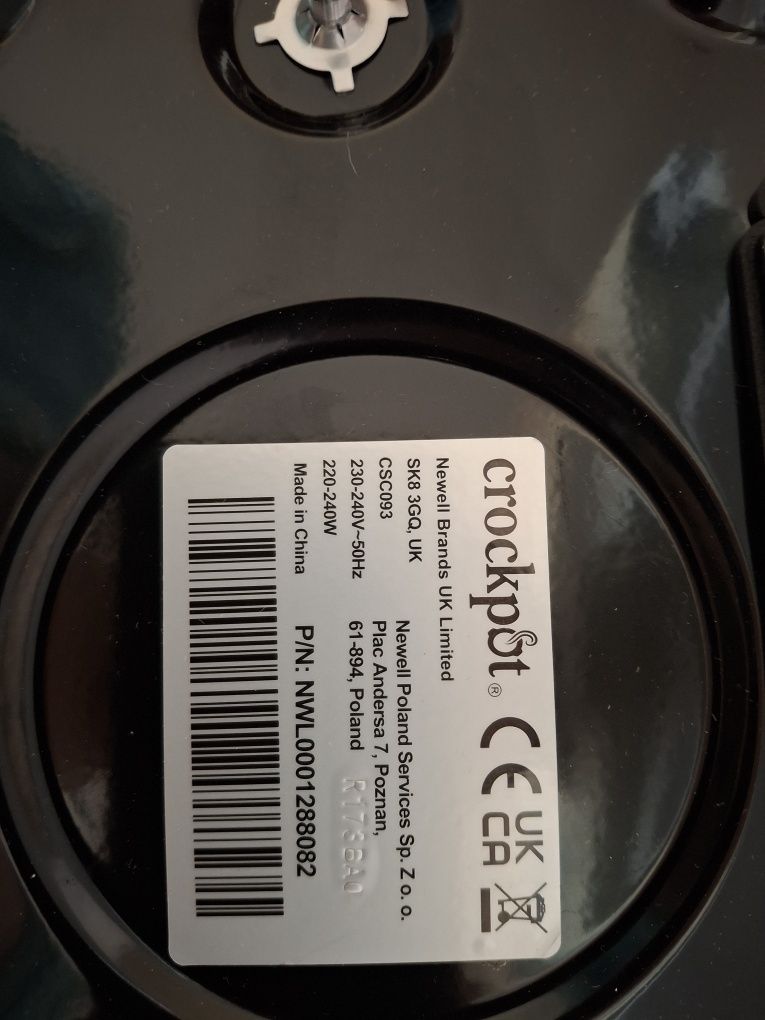 crockpot® CE UK CA
Newell Brands UK Limited
SK8 3GQ, UK
CSC093
230-240V~50Hz
220-240W
Made in China
Newell Poland Services Sp. Z o. o.
Plac Andersa 7, Poznan,
61-894, Poland
P/N: NWL0001288082